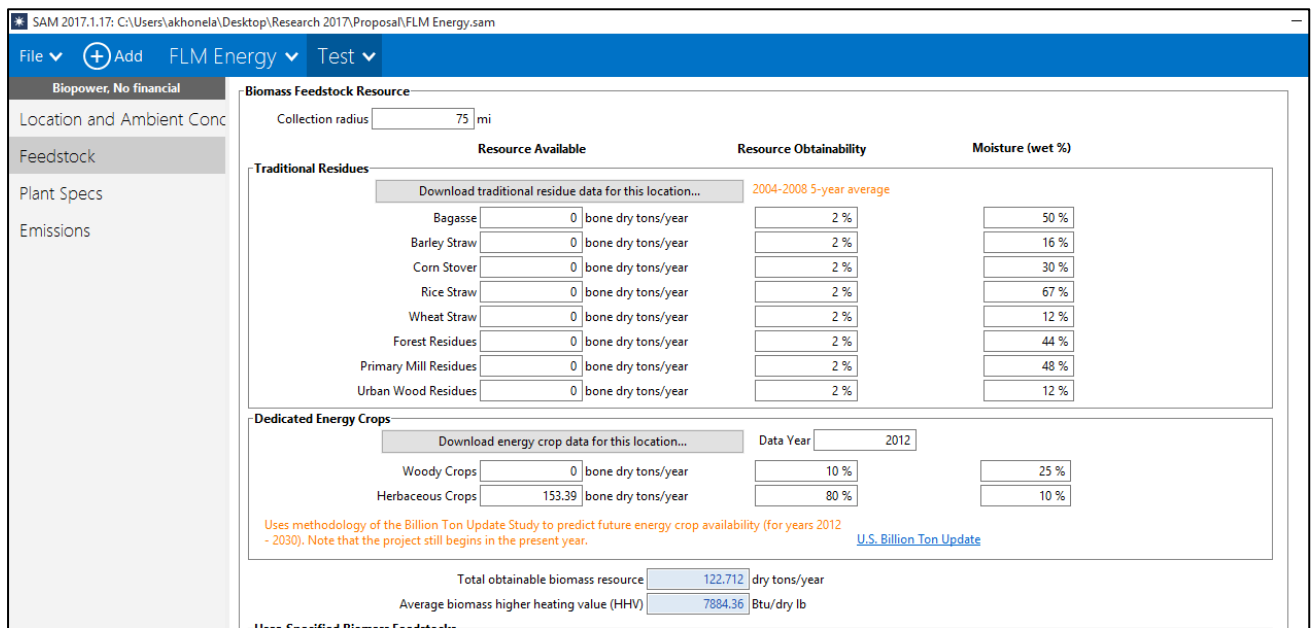 SAM 2017.1.17: C:\Users\akhonela\Desktop\Research 2017\Proposal\FLM Energy.sam
File Add FLM Energy Test
Biopower, No financial
Location and Ambient Conc
Feedstock
Plant Specs
Emissions
Biomass Feedstock Resource
Collection radius 75 mi
Resource Available Resource Obtainability Moisture (wet %)
Traditional Residues
Download traditional residue data for this location... 2004-2008 5-year average
Bagasse 0 bone dry tons/year 2 % 50 %
Barley Straw 0 bone dry tons/year 2 % 16 %
Corn Stover 0 bone dry tons/year 2 % 30 %
Rice Straw 0 bone dry tons/year 2 % 67 %
Wheat Straw 0 bone dry tons/year 2 % 12 %
Forest Residues 0 bone dry tons/year 2 % 44 %
Primary Mill Residues 0 bone dry tons/year 2 % 48 %
Urban Wood Residues 0 bone dry tons/year 2 % 12 %
Dedicated Energy Crops
Download energy crop data for this location... Data Year 2012
Woody Crops 0 bone dry tons/year 10 % 25 %
Herbaceous Crops 153.39 bone dry tons/year 80 % 10 %
Uses methodology of the Billion Ton Update Study to predict future energy crop availability (for years 2012
- 2030). Note that the project still begins in the present year. U.S. Billion Ton Update
Total obtainable biomass resource 122.712 dry tons/year
Average biomass higher heating value (HHV) 7884.36 Btu/dry lb